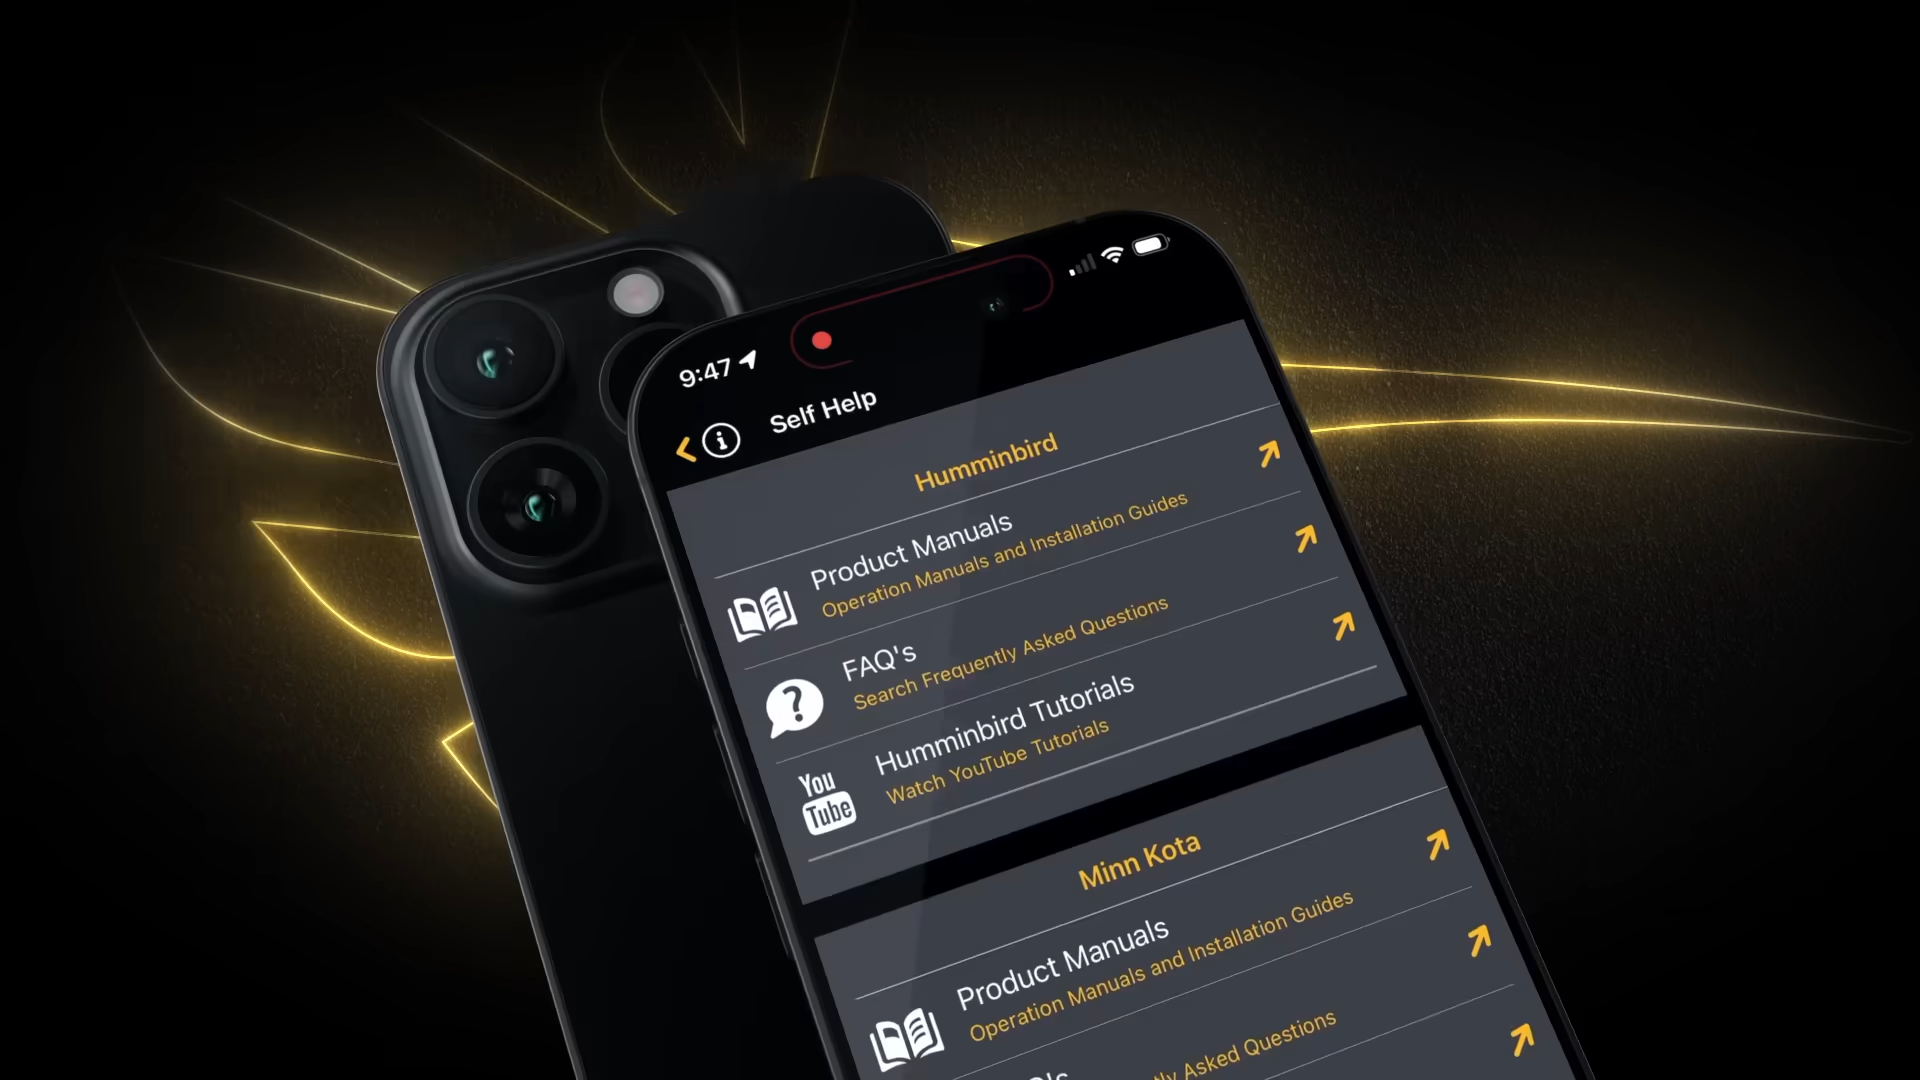 9:47
Self Help
Humminbird
Product Manuals
Operation Manuals and Installation Guides
FAQ's
Search Frequently Asked Questions
Humminbird Tutorials
Watch YouTube Tutorials
You
Tube
Minn Kota
Product Manuals
Operation Manuals and Installation Guides
Asked Questions